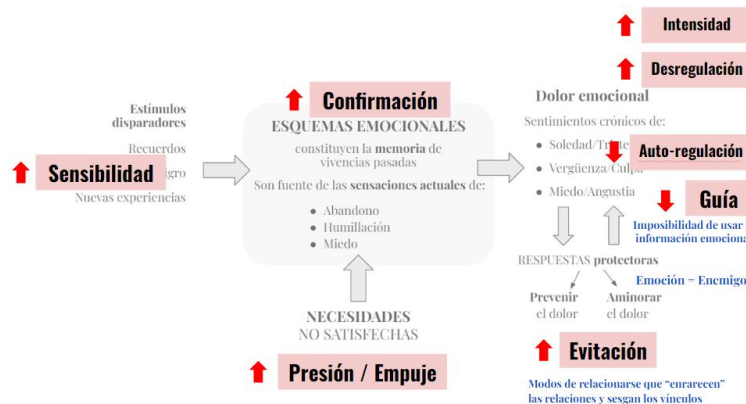 Intensidad
Desregulación
Confirmación
Estímulos
disparadores
Recuerdos
Sensibilidad
Nuevas experiencias
ESQUEMAS EMOCIONALES
constituyen la memoria de
vivencias pasadas
Son fuente de las sensaciones actuales de:
● Abandono
● Humillación
● Miedo
NECESIDADES
NO SATISFECHAS
Presión / Empuje
Dolor emocional
Sentimientos crónicos de:
● Soledad/
Auto-regulación
● Vergüenza/Culpa
● Miedo/Angustia
Guía
Imposibilidad de usar
información emociona
RESPUESTAS protectoras
Emoción = Enemigo
Prevenir
el dolor
Aminorar
el dolor
Evitación
Modos de relacionarse que “enrarecen”
las relaciones y sesgan los vínculos